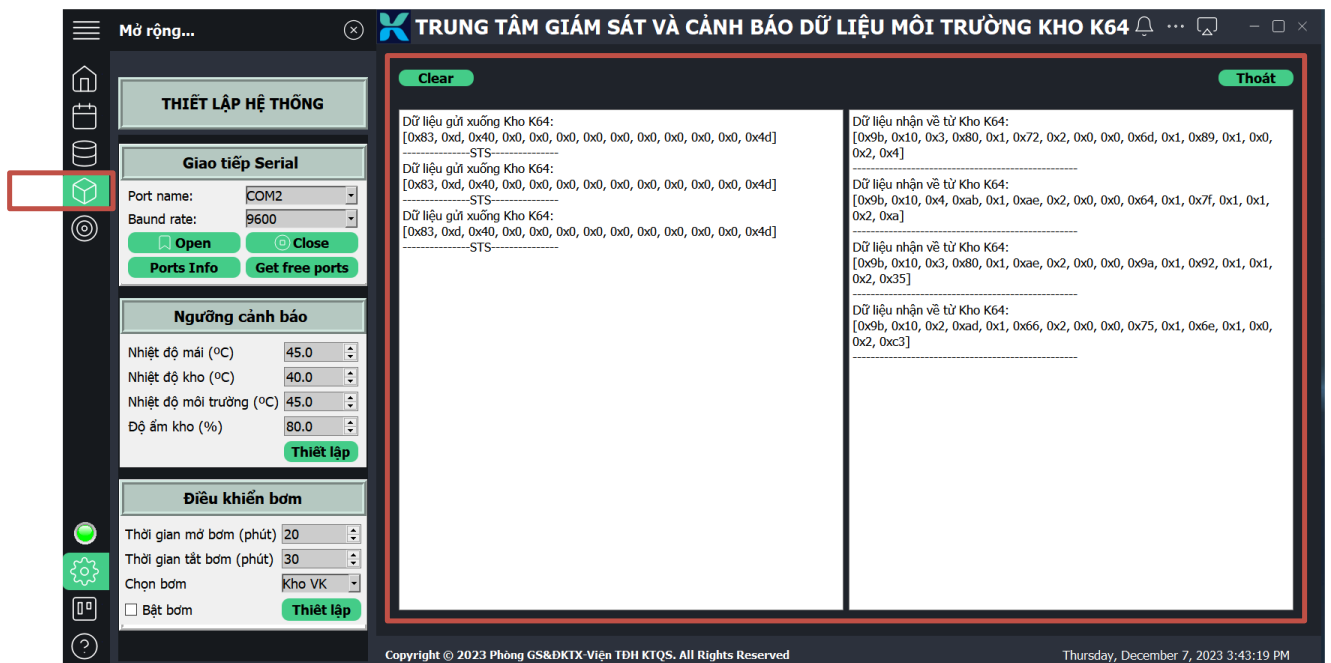 Mở rộng...
TRUNG TÂM GIÁM SÁT VÀ CẢNH BÁO DỮ LIỆU MÔI TRƯỜNG KHO K64
THIẾT LẬP HỆ THỐNG
Giao tiếp Serial
Port name: COM2
Baund rate: 9600
Open Close
Ports Info Get free ports
Ngưỡng cảnh báo
Nhiệt độ mái (ºC) 45.0
Nhiệt độ kho (ºC) 40.0
Nhiệt độ môi trường (ºC) 45.0
Độ ẩm kho (%) 80.0
Thiết lập
Điều khiển bơm
Thời gian mở bơm (phút) 20
Thời gian tắt bơm (phút) 30
Chọn bơm Kho VK
Bật bơm Thiết lập
Clear Thoát
Dữ liệu gửi xuống Kho K64:
[0x83, 0xd, 0x40, 0x0, 0x0, 0x0, 0x0, 0x0, 0x0, 0x0, 0x0, 0x0, 0x4d]
---------------STS---------------
Dữ liệu gửi xuống Kho K64:
[0x83, 0xd, 0x40, 0x0, 0x0, 0x0, 0x0, 0x0, 0x0, 0x0, 0x0, 0x0, 0x4d]
---------------STS---------------
Dữ liệu gửi xuống Kho K64:
[0x83, 0xd, 0x40, 0x0, 0x0, 0x0, 0x0, 0x0, 0x0, 0x0, 0x0, 0x0, 0x4d]
---------------STS---------------
Dữ liệu nhận về từ Kho K64:
[0x9b, 0x10, 0x3, 0x80, 0x1, 0x72, 0x2, 0x0, 0x0, 0x6d, 0x1, 0x89, 0x1, 0x0,
0x2, 0x4]
--------------------------------------------------
Dữ liệu nhận về từ Kho K64:
[0x9b, 0x10, 0x4, 0xab, 0x1, 0xae, 0x2, 0x0, 0x0, 0x64, 0x1, 0x7f, 0x1, 0x1,
0x2, 0xa]
--------------------------------------------------
Dữ liệu nhận về từ Kho K64:
[0x9b, 0x10, 0x3, 0x80, 0x1, 0xae, 0x2, 0x0, 0x0, 0x9a, 0x1, 0x92, 0x1, 0x1,
0x2, 0x35]
--------------------------------------------------
Dữ liệu nhận về từ Kho K64:
[0x9b, 0x10, 0x2, 0xad, 0x1, 0x66, 0x2, 0x0, 0x0, 0x75, 0x1, 0x6e, 0x1, 0x0,
0x2, 0xc3]
--------------------------------------------------
Copyright © 2023 Phòng GS&ĐKTX-Viện TĐH KTQS. All Rights Reserved
Thursday, December 7, 2023 3:43:19 PM